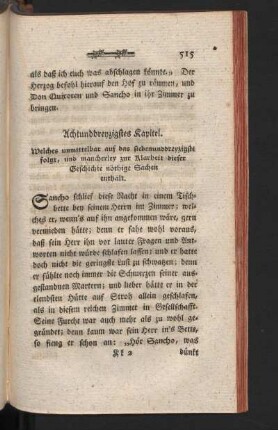 515
als daß ich euch was abschlagen könnte„ Der
Herzog befohl hierauf den Hof zu räumen, und
Don Quixoten und Sancho in ihr Zimmer zu
bringen.
Achtunddreyzigstes Kapitel.
Welches unmittelbar auf das siebenunddreyzigste
folgt, und mancherley zur Klarheit dieser
Geschichte nöthige Sachen
enthält.
Sancho schlief diese Nacht in einem Tisch-
bette bey seinem Herrn im Zimmer; wel-
ches er, wenn's auf ihn angekommen wäre, gern
vermieden hätte; denn er sahe wohl voraus,
daß sein Herr ihn vor lauter Fragen und Ant-
worten nicht würde schlafen lassen, und er hatte
doch nicht die geringste Lust zu schwatzen; denn
er fühlte noch immer die Schmerzen seiner aus-
gestandnen Martern; und lieber hätte er in der
elendsten Hütte auf Stroh allein geschlafen,
als in diesem reichen Zimmer in Gesellschafft.
Seine Furcht war auch mehr als zu wohl ge-
gründet; denn kaum war sein Herr in's Bette,
so fieng er schon an: „Hör Sancho, was
Kk 2 dünkt